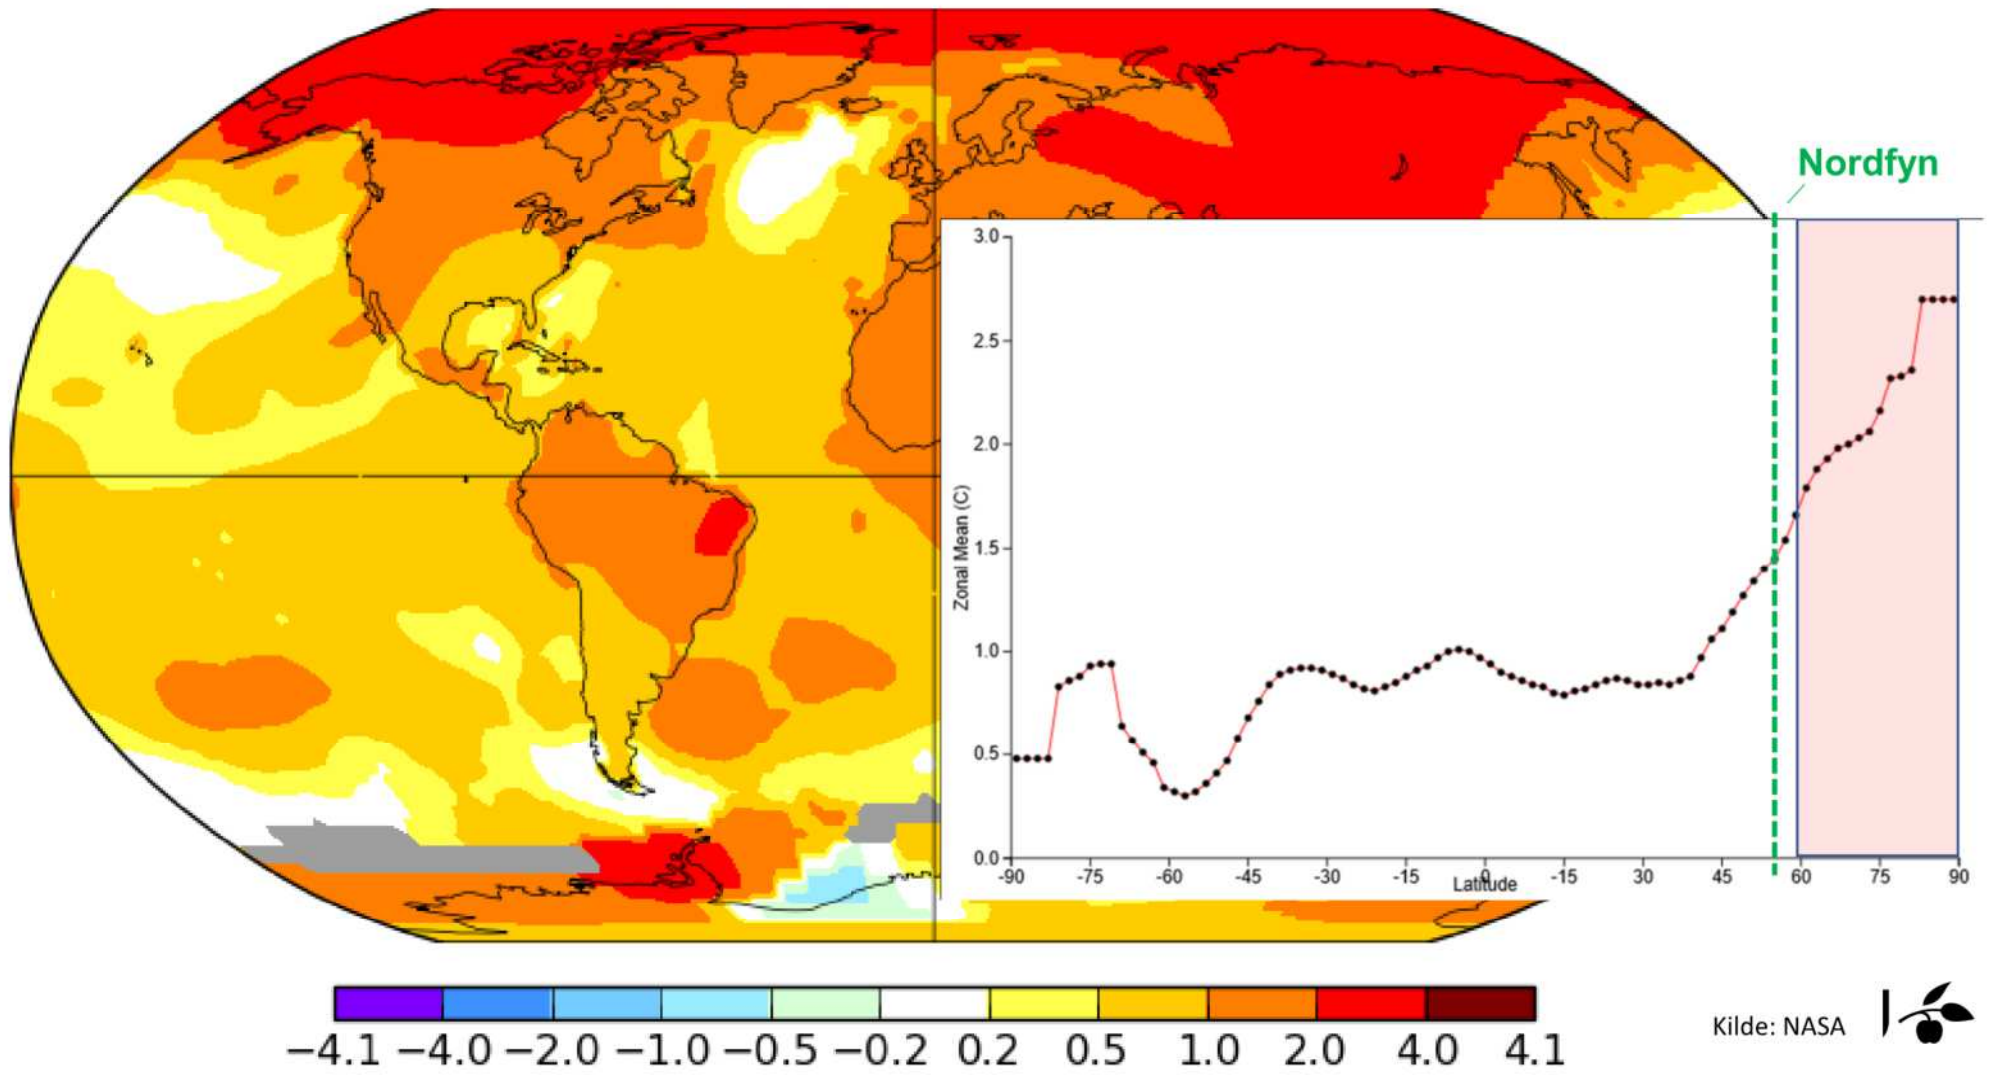 Nordfyn
3.0
2.5
2.0
1.5
1.0
0.5
0.0
Zonal Mean (C)
-90 -75 -60 -45 -30 -15 0 -15 30 45 60 75 90
Latitude
−4.1 −4.0 −2.0 −1.0 −0.5 −0.2 0.2 0.5 1.0 2.0 4.0 4.1
Kilde: NASA